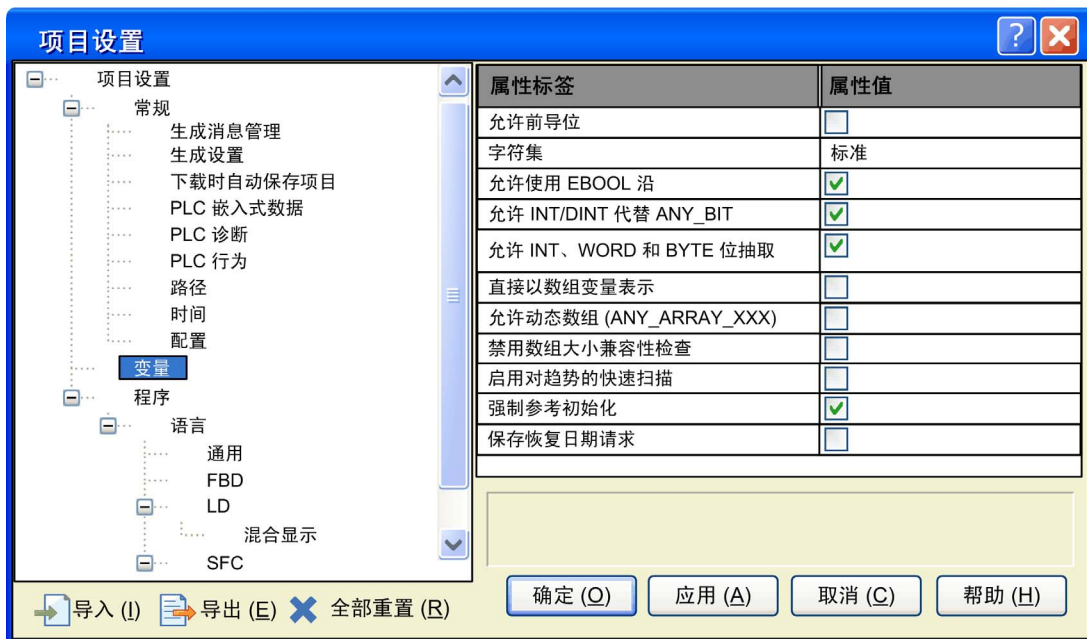 项目设置
项目设置
常规
生成消息管理
生成设置
下载时自动保存项目
PLC 嵌入式数据
PLC 诊断
PLC 行为
路径
时间
配置
变量
程序
语言
通用
FBD
LD
混合显示
SFC
导入 (I) 导出 (E) 全部重置 (R)
属性标签 属性值
允许前导位
字符集 标准
允许使用 EBOOL 沿
允许 INT/DINT 代替 ANY_BIT
允许 INT、WORD 和 BYTE 位抽取
直接以数组变量表示
允许动态数组 (ANY_ARRAY_XXX)
禁用数组大小兼容性检查
启用对趋势的快速扫描
强制参考初始化
保存恢复日期请求
确定 (O) 应用 (A) 取消 (C) 帮助 (H)